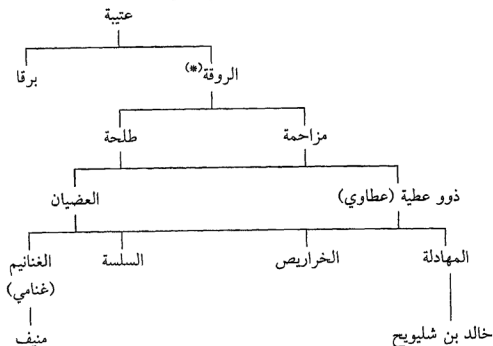 عتيبة
الروقة(*) برقا
مزاحمة طلحة
ذوو عطية (عطاوي) العضيان
المهادلة الخراريص السلسة الغنانيم
(غنامي)
خالد بن شليويح منيف